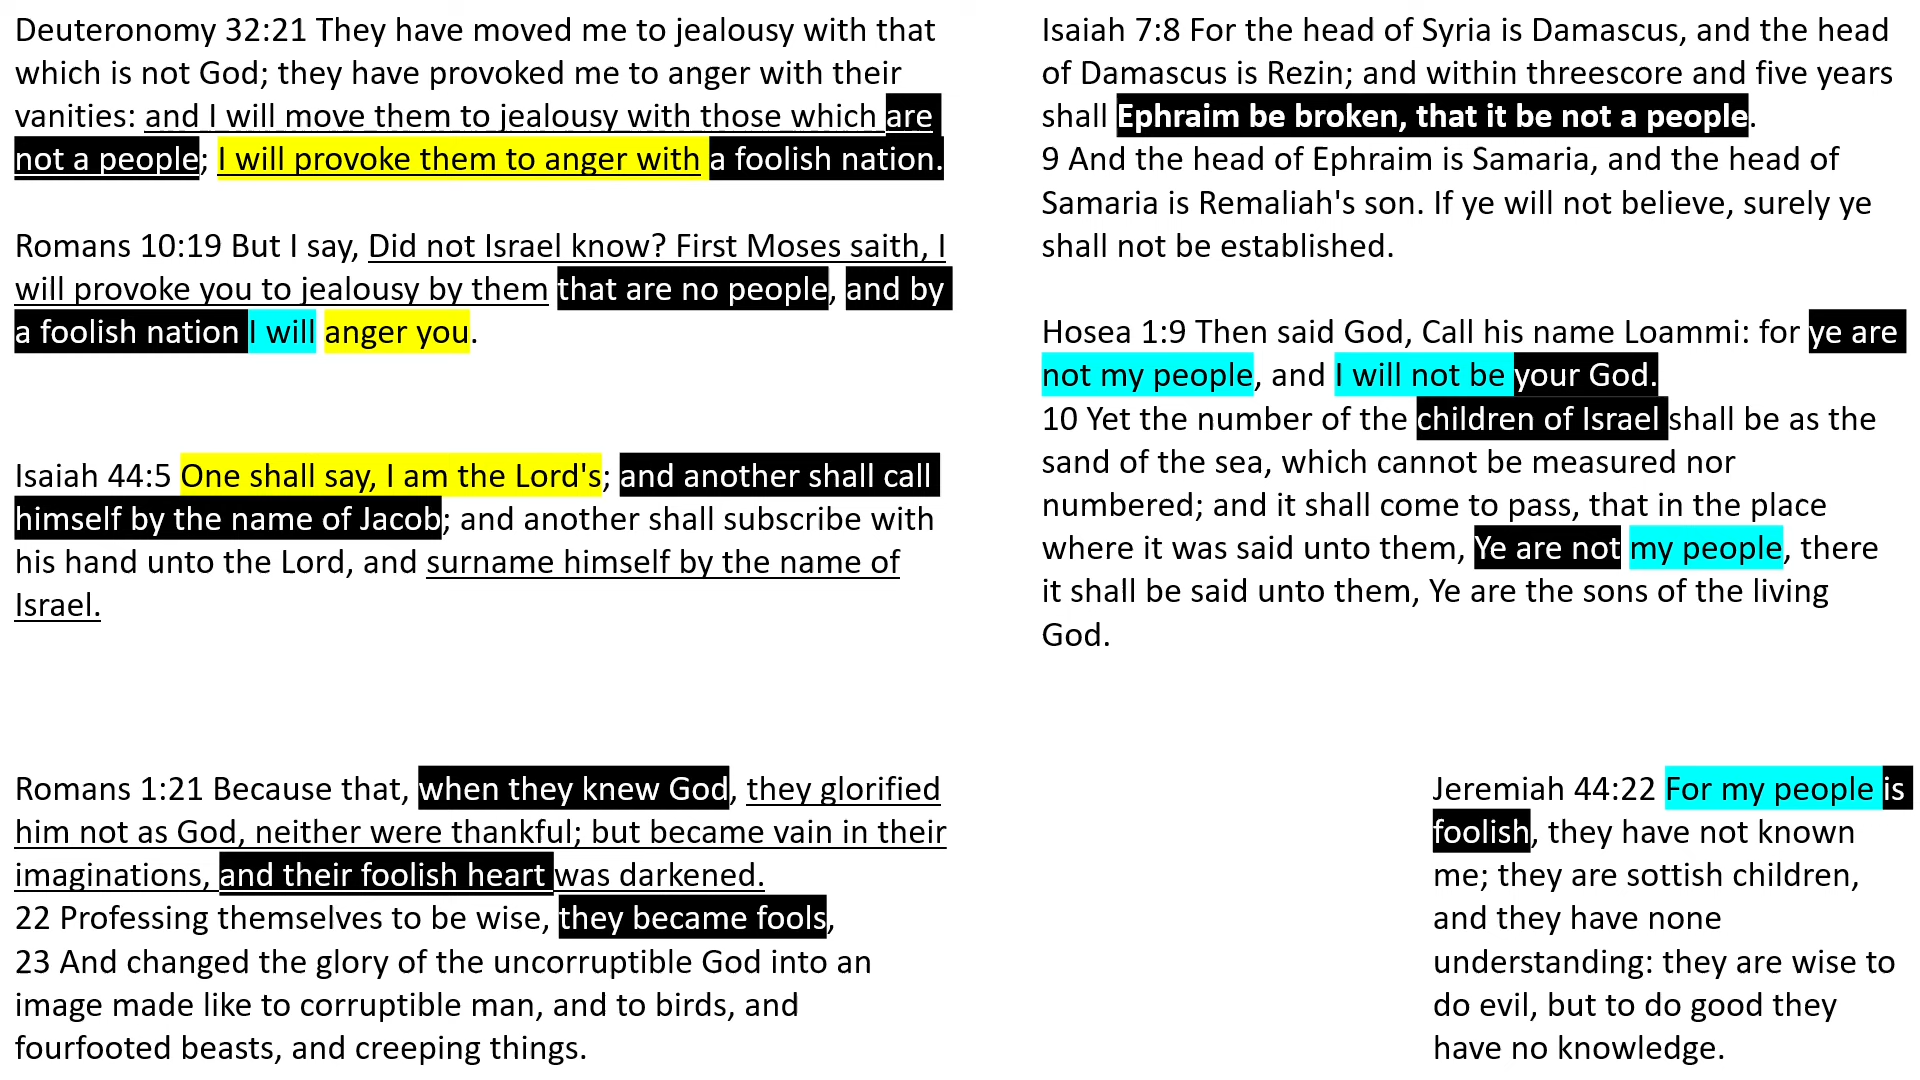 Deuteronomy 32:21 They have moved me to jealousy with that
which is not God; they have provoked me to anger with their
vanities: and I will move them to jealousy with those which are
not a people; I will provoke them to anger with a foolish nation.
Romans 10:19 But I say, Did not Israel know? First Moses saith, I
will provoke you to jealousy by them that are no people, and by
a foolish nation I will anger you.
Isaiah 44:5 One shall say, I am the Lord's; and another shall call
himself by the name of Jacob; and another shall subscribe with
his hand unto the Lord, and surname himself by the name of
Israel.
Romans 1:21 Because that, when they knew God, they glorified
him not as God, neither were thankful; but became vain in their
imaginations, and their foolish heart was darkened.
22 Professing themselves to be wise, they became fools,
23 And changed the glory of the uncorruptible God into an
image made like to corruptible man, and to birds, and
fourfooted beasts, and creeping things.
Isaiah 7:8 For the head of Syria is Damascus, and the head
of Damascus is Rezin; and within threescore and five years
shall Ephraim be broken, that it be not a people.
9 And the head of Ephraim is Samaria, and the head of
Samaria is Remaliah's son. If ye will not believe, surely ye
shall not be established.
Hosea 1:9 Then said God, Call his name Loammi: for ye are
not my people, and I will not be your God.
10 Yet the number of the children of Israel shall be as the
sand of the sea, which cannot be measured nor
numbered; and it shall come to pass, that in the place
where it was said unto them, Ye are not my people, there
it shall be said unto them, Ye are the sons of the living
God.
Jeremiah 44:22 For my people is
foolish, they have not known
me; they are sottish children,
and they have none
understanding: they are wise to
do evil, but to do good they
have no knowledge.